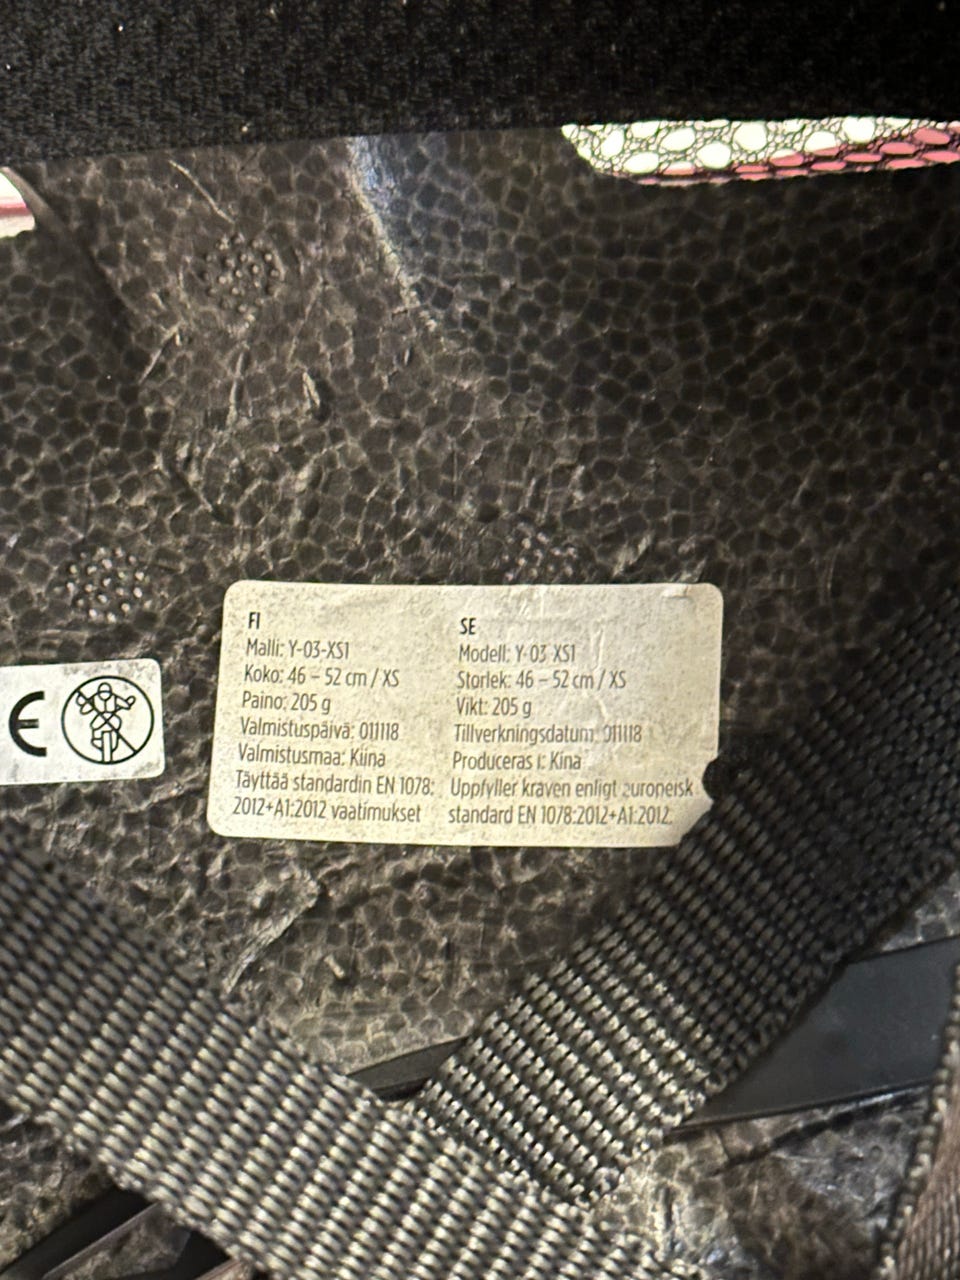 FI
Malli: Y-03-XS1
Koko: 46 – 52 cm / XS
Paino: 205 g
Valmistuspäivä: 011118
Valmistusmaa: Kiina
Täyttää standardin EN 1078:
2012+A1:2012 vaatimukset
SE
Modell: Y-03 XS1
Storlek: 46 – 52 cm / XS
Vikt: 205 g
Tillverkningsdatum: 011118
Produceras i: Kina
Uppfyller kraven enligt europeisk
standard EN 1078:2012+A1:2012.
CE